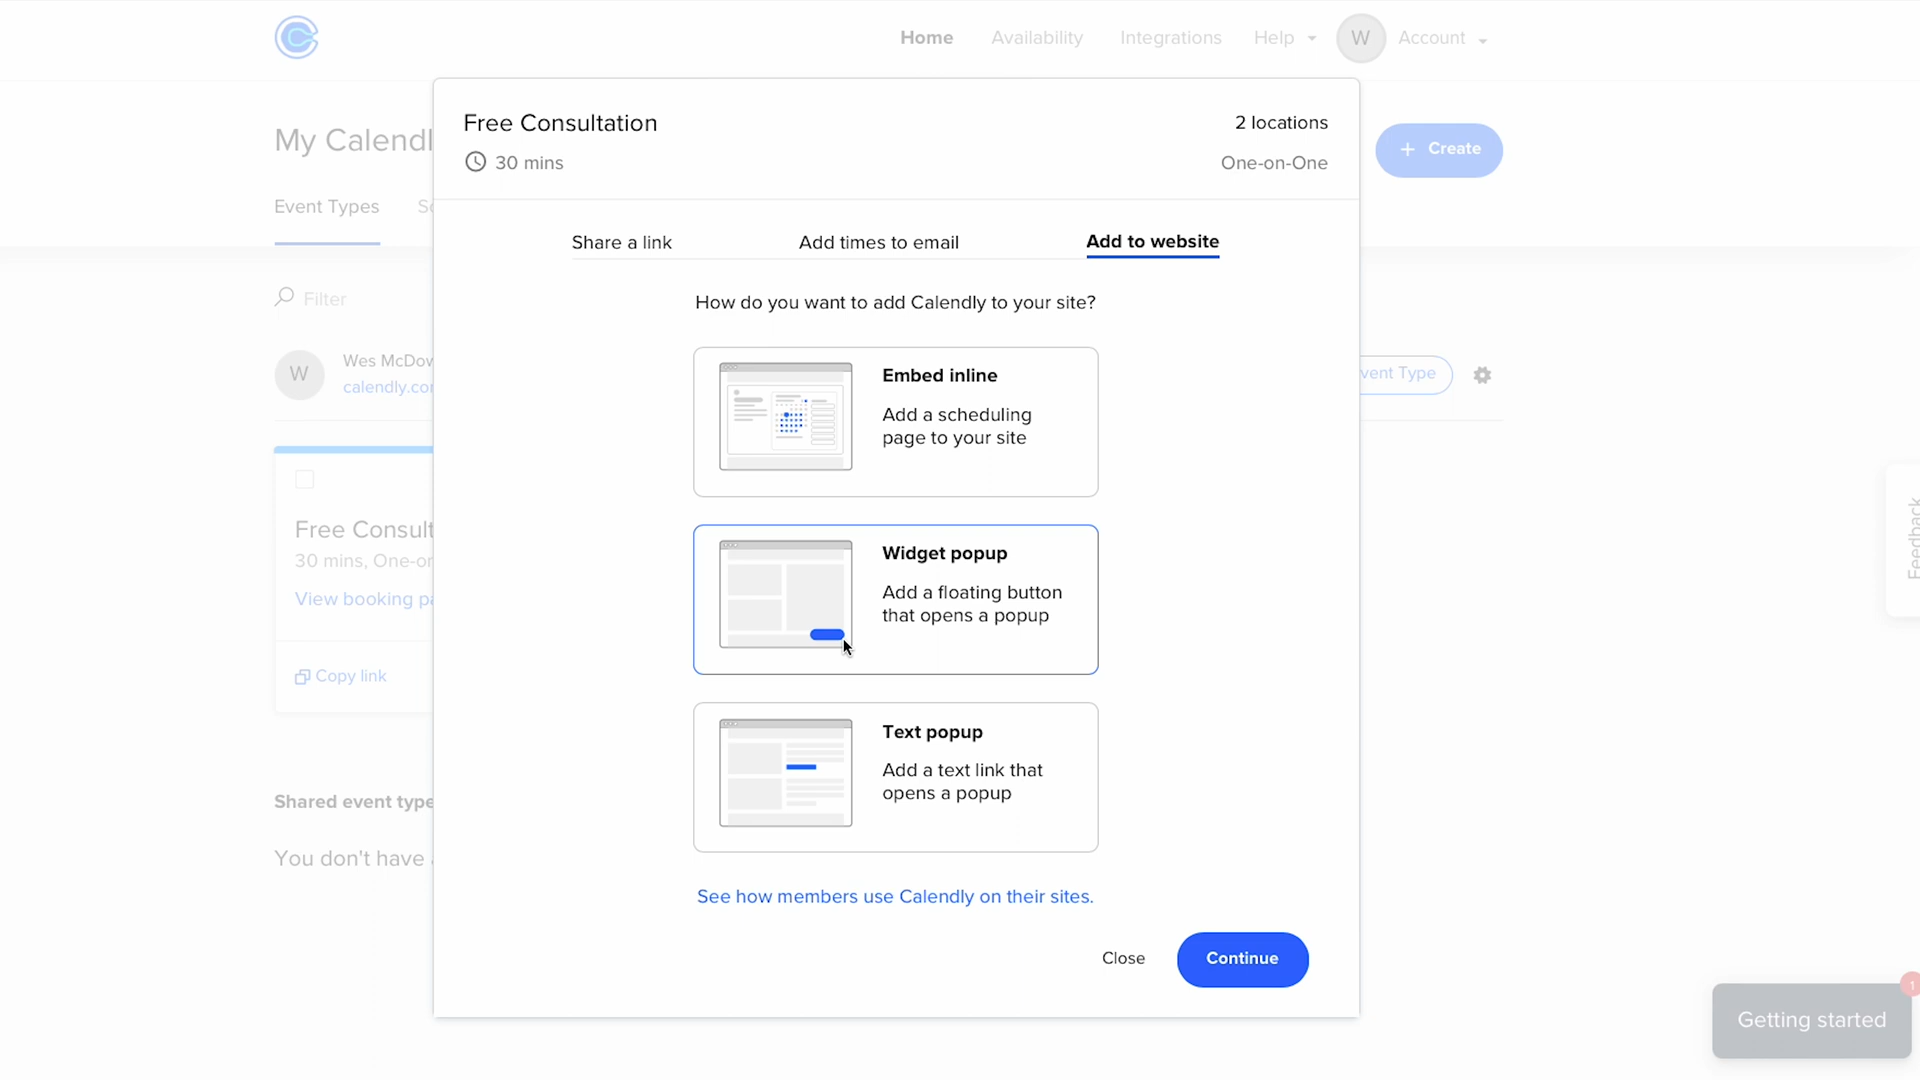 Home
Availability
Integrations
Help
W
Account
My Calendl
+ Create
Event Types
Filter
W
Wes McDow
calendly.co
vent Type
Free Consult
30 mins, One-o
View booking p
Copy link
Shared event type
You don't have
Free Consultation
2 locations
30 mins
One-on-One
Share a link
Add times to email
Add to website
How do you want to add Calendly to your site?
Embed inline
Add a scheduling
page to your site
Widget popup
Add a floating button
that opens a popup
Text popup
Add a text link that
opens a popup
See how members use Calendly on their sites.
Close
Continue
Feedback
1
Getting started